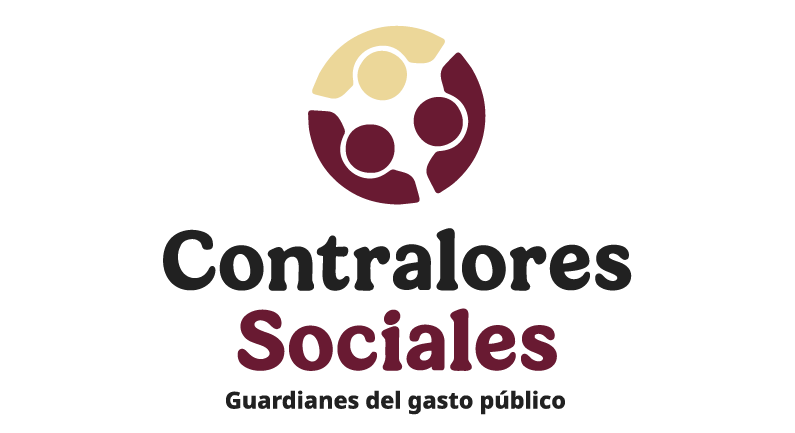 Contralores
Sociales
Guardianes del gasto público